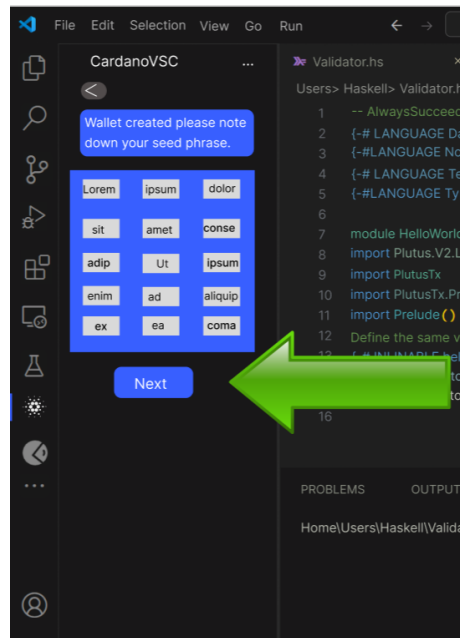 File Edit Selection View Go Run
CardanoVSC ...
Validator.hs
Users> Haskell> Validator.h
Wallet created please note
down your seed phrase.
Lorem ipsum dolor
sit amet conse
adip Ut ipsum
enim ad aliquip
ex ea coma
Next
1 -- AlwaysSucceed
2 {-# LANGUAGE Da
3 {-#LANGUAGE No
4 {-# LANGUAGE Te
5 {-#LANGUAGE Ty
6
7 module HelloWorld
8 import Plutus.V2.L
9 import PlutusTx
10 import PlutusTx.Pr
11 import Prelude()
12 Define the same v
13
16
PROBLEMS OUTPUT
Home\Users\Haskell\Valida